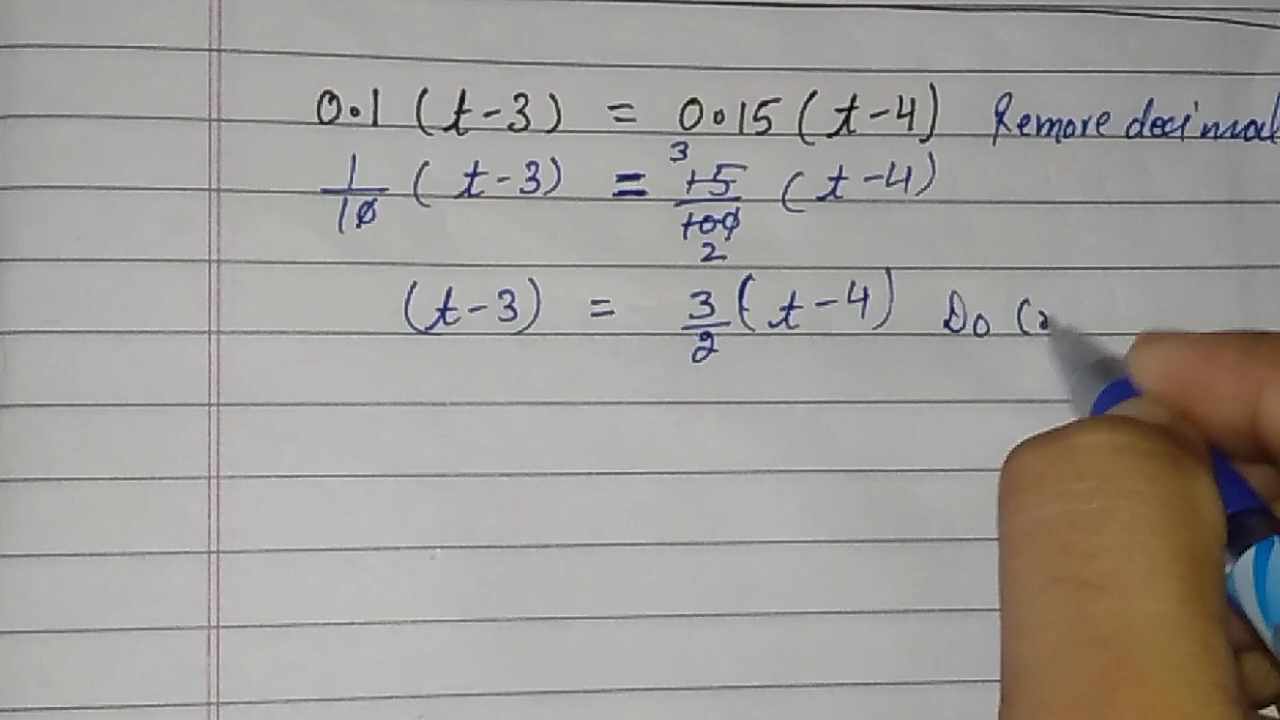 0.1 (t-3) = 0.15 (t-4) Remove decimal
1/10 (t-3) = 3 15/100 2 (t-4)
(t-3) = 3/2 (t-4) Do (